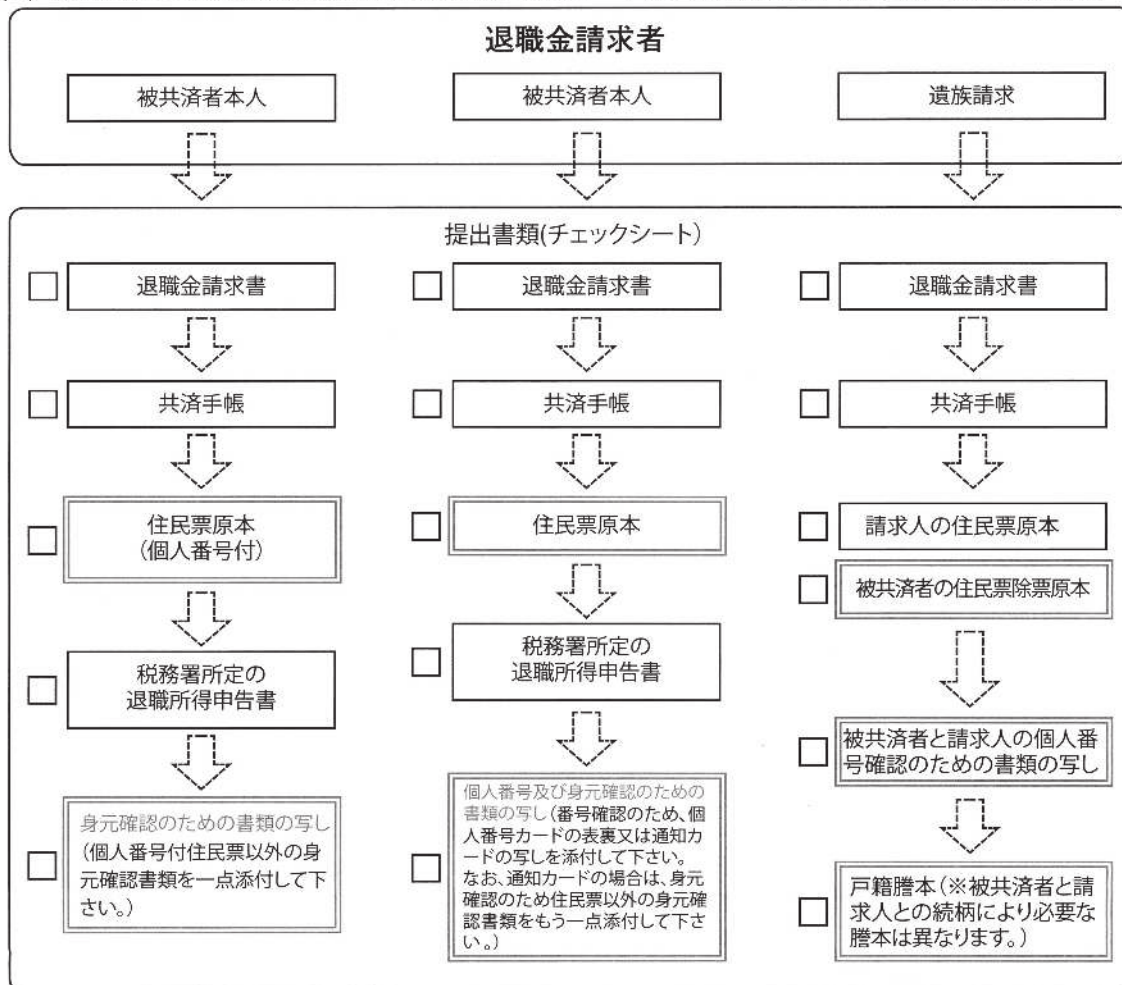 退職金請求者
被共済者本人
被共済者本人
遺族請求
提出書類(チェックシート)
退職金請求書
共済手帳
住民票原本
(個人番号付)
税務署所定の
退職所得申告書
身元確認のための書類の写し
(個人番号付住民票以外の身
元確認書類を一点添付して下
さい。)
退職金請求書
共済手帳
住民票原本
税務署所定の
退職所得申告書
個人番号及び身元確認のための
書類の写し(番号確認のため、個
人番号カードの表裏又は通知カ
ードの写しを添付して下さい。
なお、通知カードの場合は、身元
確認のため住民票以外の身元確
認書類をもう一点添付して下さ
い。)
退職金請求書
共済手帳
請求人の住民票原本
被共済者の住民票除票原本
被共済者と請求人の個人番
号確認のための書類の写し
戸籍謄本(※被共済者と請
求人との続柄により必要な
謄本は異なります。)